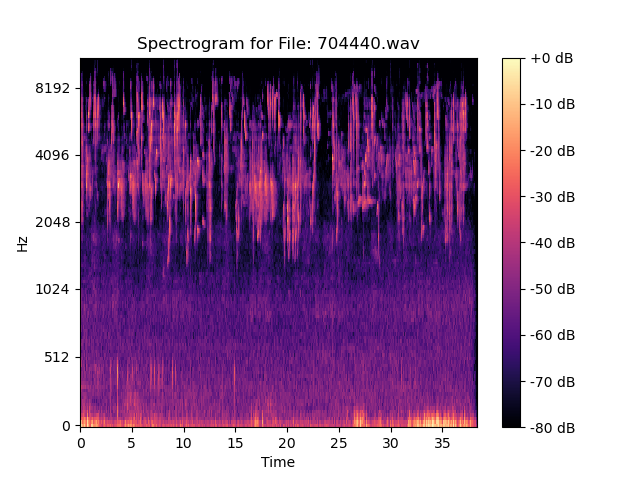 Spectrogram for File: 704440.wav
Hz
8192
4096
2048
1024
512
0
0 5 10 15 20 25 30 35
Time
+0 dB
-10 dB
-20 dB
-30 dB
-40 dB
-50 dB
-60 dB
-70 dB
-80 dB